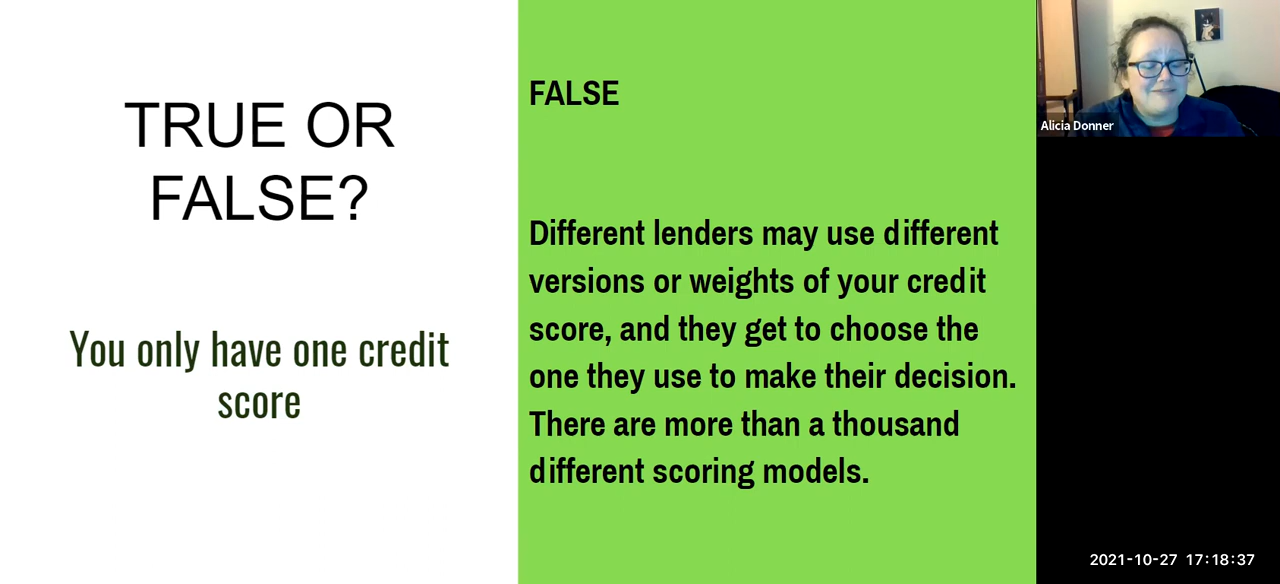 TRUE OR
FALSE?
You only have one credit
score
FALSE
Different lenders may use different
versions or weights of your credit
score, and they get to choose the
one they use to make their decision.
There are more than a thousand
different scoring models.
Alicia Donner
2021-10-27 17:18:37